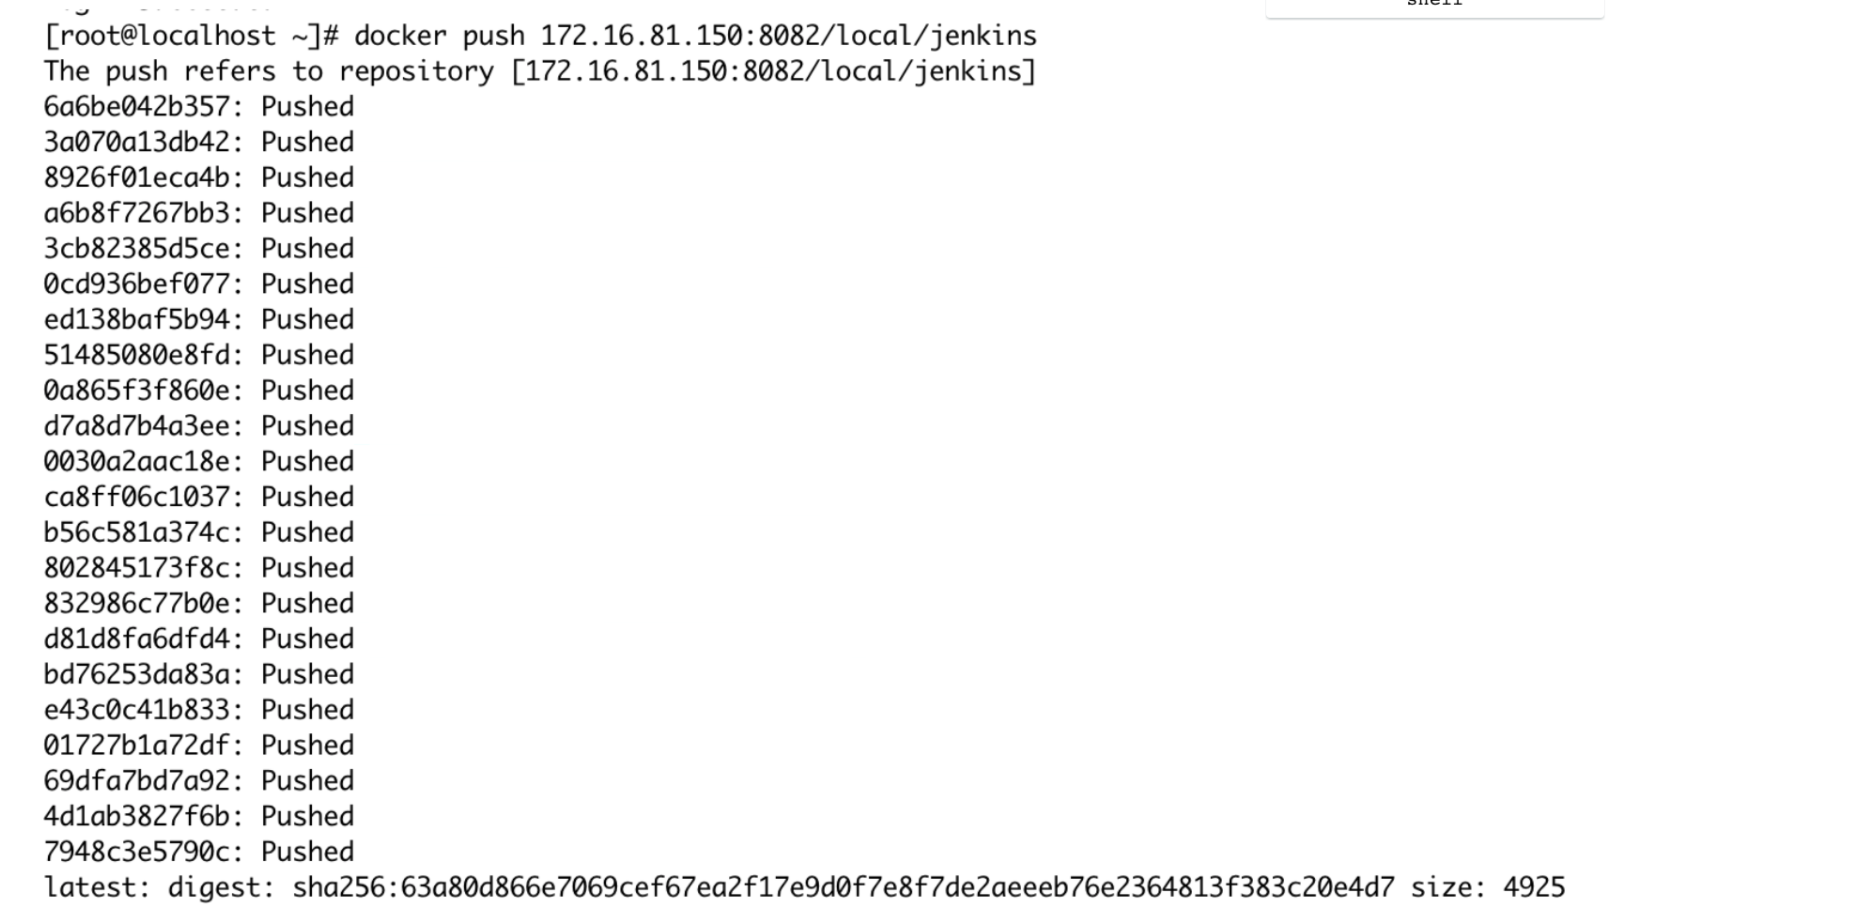 [root@localhost ~]# docker push 172.16.81.150:8082/local/jenkins
The push refers to repository [172.16.81.150:8082/local/jenkins]
6a6be042b357: Pushed
3a070a13db42: Pushed
8926f01eca4b: Pushed
a6b8f7267bb3: Pushed
3cb82385d5ce: Pushed
0cd936bef077: Pushed
ed138baf5b94: Pushed
51485080e8fd: Pushed
0a865f3f860e: Pushed
d7a8d7b4a3ee: Pushed
0030a2aac18e: Pushed
ca8ff06c1037: Pushed
b56c581a374c: Pushed
802845173f8c: Pushed
832986c77b0e: Pushed
d81d8fa6dfd4: Pushed
bd76253da83a: Pushed
e43c0c41b833: Pushed
01727b1a72df: Pushed
69dfa7bd7a92: Pushed
4d1ab3827f6b: Pushed
7948c3e5790c: Pushed
latest: digest: sha256:63a80d866e7069cef67ea2f17e9d0f7e8f7de2aeeeb76e2364813f383c20e4d7 size: 4925